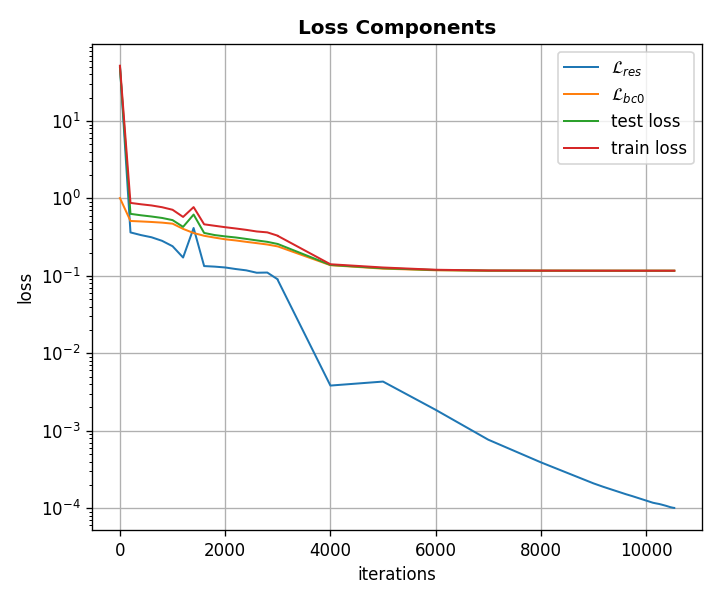 Loss Components
loss
10¹
10⁰
10⁻¹
10⁻²
10⁻³
10⁻⁴
ℒ_res
ℒ_bc0
test loss
train loss
0 2000 4000 6000 8000 10000
iterations